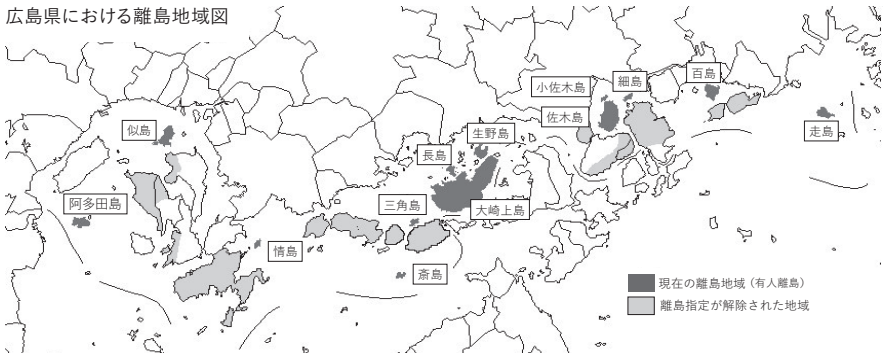 広島県における離島地域図
小佐木島
細島
百島
佐木島
走島
似島
生野島
長島
阿多田島
三角島
大崎上島
情島
斎島
現在の離島地域（有人離島）
離島指定が解除された地域